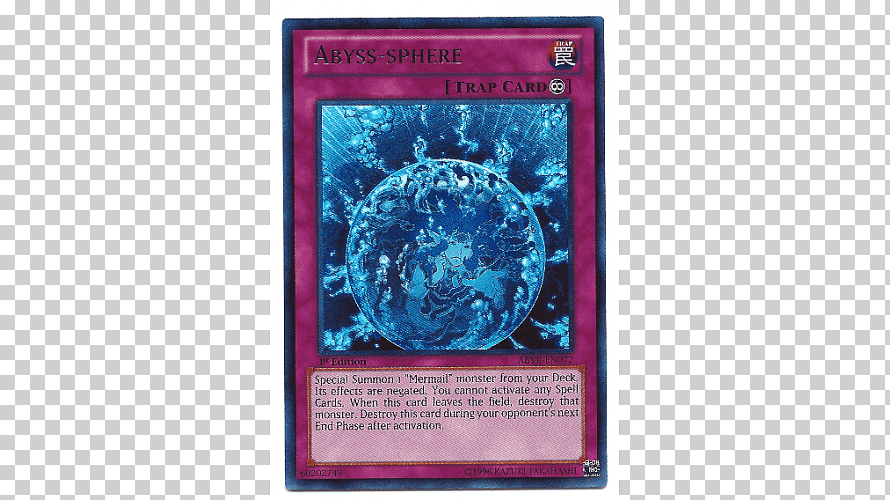 Abyss-sphere
TRAP
罠
[Trap Card]
1st Edition
ABYR-EN072
Special Summon 1 "Mermail" monster from your Deck.
Its effects are negated. You cannot activate any Spell
Cards. When this card leaves the field, destroy that
monster. Destroy this card during your opponent's next
End Phase after activation.
60202749
©1996 KAZUKI TAKAHASHI